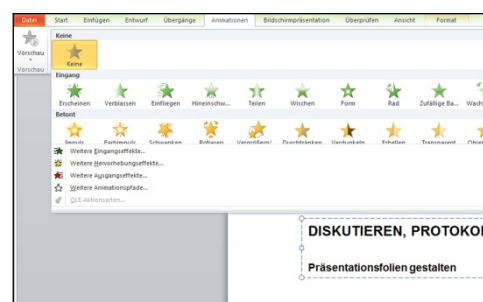 Datei Start Einfügen Entwurf Übergänge Animationen Bildschirmpräsentation Überprüfen Ansicht Format
Vorschau
Vorschau
Keine
Keine
Eingang
Erscheinen Verblassen Einfliegen Hineinschw... Teilen Wischen Form Rad Zufällige Ba...
Betont
Impuls Farbimpuls Schwanken Rotieren Vergrößern/ Durchtränken Verdunkeln Erhellen Transparent
Weitere Eingangseffekte...
Weitere Hervorhebungseffekte...
Weitere Ausgangseffekte...
Weitere Animationspfade...
OLE-Aktionsarten...
DISKUTIEREN, PROTOKO
Präsentationsfolien gestalten